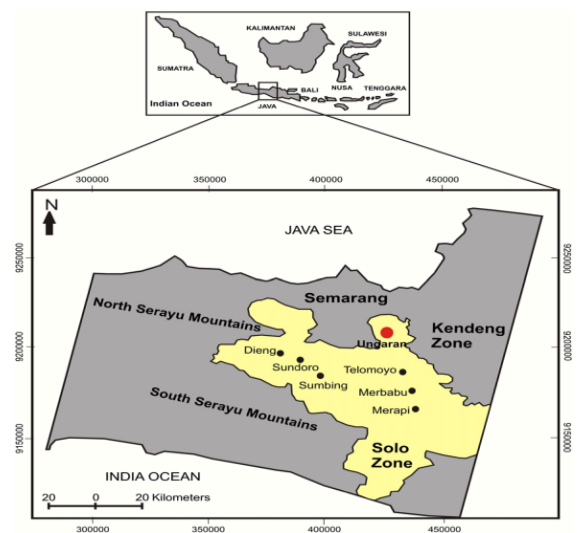 KALIMANTAN
SULAWESI
SUMATRA
Indian Ocean
JAVA
BALI
NUSA
TENGGARA
300000
350000
400000
450000
N
JAVA SEA
9250000
9250000
Semarang
North Serayu Mountains
Kendeng
Zone
Ungaran
9200000
9200000
Dieng
Sundoro
Telomoyo
Sumbing
Merbabu
South Serayu Mountains
Merapi
9150000
9150000
Solo
Zone
INDIA OCEAN
20 0 20 Kilometers
300000
350000
400000
450000